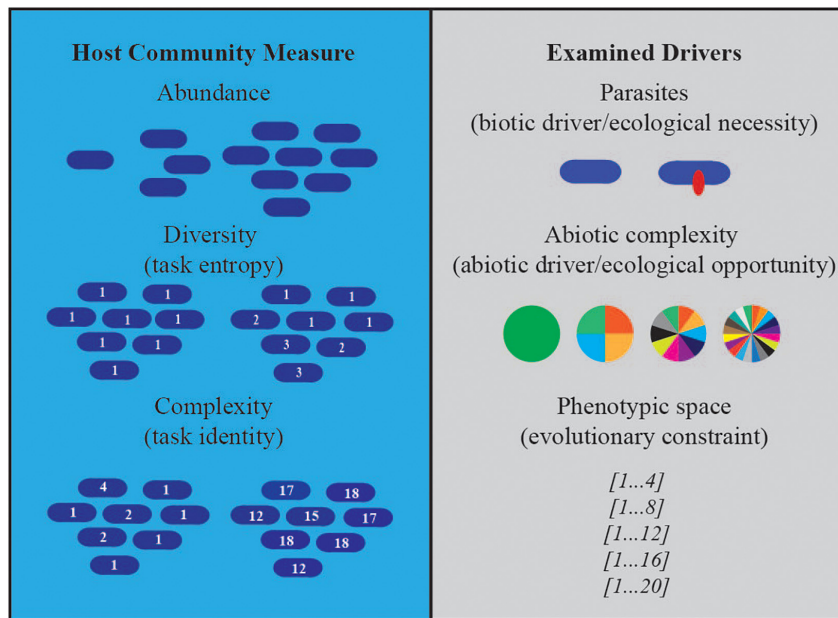 Host Community Measure
Abundance
Diversity
(task entropy)
1 1
1 1 1
1 1
1
1 1
2 1 1
3 2
3
Complexity
(task identity)
4 1
1 2 1
2 1
1
17 18
12 15 17
18 18
12
Examined Drivers
Parasites
(biotic driver/ecological necessity)
Abiotic complexity
(abiotic driver/ecological opportunity)
Phenotypic space
(evolutionary constraint)
[1...4]
[1...8]
[1...12]
[1...16]
[1...20]